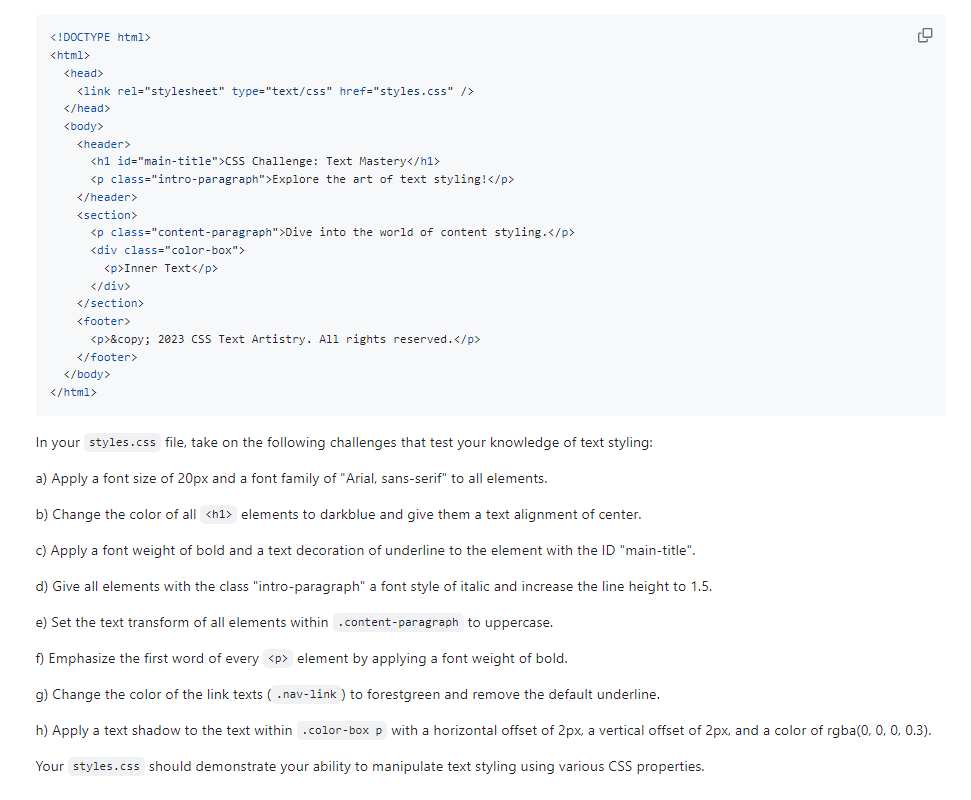 <!DOCTYPE html>
<html>
<head>
<link rel="stylesheet" type="text/css" href="styles.css" />
</head>
<body>
<header>
<h1 id="main-title">CSS Challenge: Text Mastery</h1>
<p class="intro-paragraph">Explore the art of text styling!</p>
</header>
<section>
<p class="content-paragraph">Dive into the world of content styling.</p>
<div class="color-box">
<p>Inner Text</p>
</div>
</section>
<footer>
<p>&copy; 2023 CSS Text Artistry. All rights reserved.</p>
</footer>
</body>
</html>
In your styles.css file, take on the following challenges that test your knowledge of text styling:
a) Apply a font size of 20px and a font family of "Arial, sans-serif" to all elements.
b) Change the color of all <h1> elements to darkblue and give them a text alignment of center.
c) Apply a font weight of bold and a text decoration of underline to the element with the ID "main-title".
d) Give all elements with the class "intro-paragraph" a font style of italic and increase the line height to 1.5.
e) Set the text transform of all elements within .content-paragraph to uppercase.
f) Emphasize the first word of every <p> element by applying a font weight of bold.
g) Change the color of the link texts ( .nav-link ) to forestgreen and remove the default underline.
h) Apply a text shadow to the text within .color-box p with a horizontal offset of 2px, a vertical offset of 2px, and a color of rgba(0, 0, 0, 0.3).
Your styles.css should demonstrate your ability to manipulate text styling using various CSS properties.